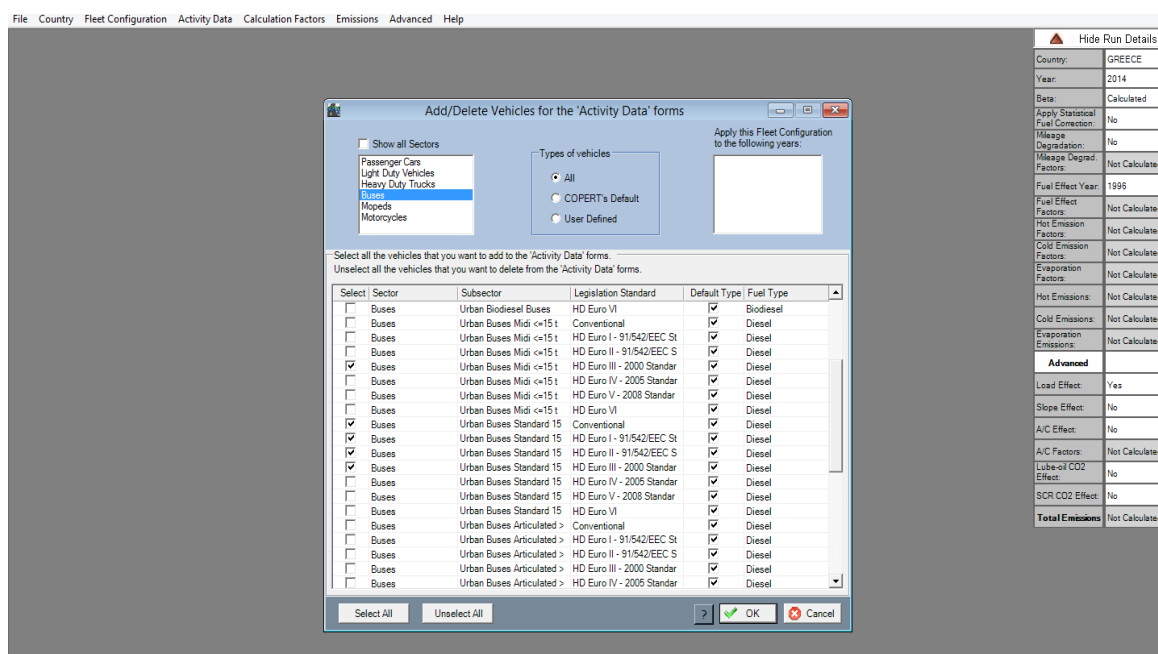 File Country Fleet Configuration Activity Data Calculation Factors Emissions Advanced Help
Hide Run Details
Country: GREECE
Year: 2014
Beta: Calculated
Apply Statistical Fuel Correction: No
Mileage Degradation: No
Mileage Degrad. Factors: Not Calculate
Fuel Effect Year: 1996
Fuel Effect Factors: Not Calculate
Hot Emission Factors: Not Calculate
Cold Emission Factors: Not Calculate
Evaporation Factors: Not Calculate
Hot Emissions: Not Calculate
Cold Emissions: Not Calculate
Evaporation Emissions: Not Calculate
Advanced
Load Effect: Yes
Slope Effect: No
A/C Effect: No
A/C Factors: Not Calculate
Lube-oil CO2 Effect: No
SCR CO2 Effect: No
Total Emissions Not Calculate
Add/Delete Vehicles for the 'Activity Data' forms
Show all Sectors
Passenger Cars
Light Duty Vehicles
Heavy Duty Trucks
Buses
Mopeds
Motorcycles
Types of vehicles
All
COPERT's Default
User Defined
Apply this Fleet Configuration
to the following years:
Select all the vehicles that you want to add to the 'Activity Data' forms.
Unselect all the vehicles that you want to delete from the 'Activity Data' forms.
Select Sector Subsector Legislation Standard Default Type Fuel Type
Buses Urban Biodiesel Buses HD Euro VI Biodiesel
Buses Urban Buses Midi <=15 t Conventional Diesel
Buses Urban Buses Midi <=15 t HD Euro I - 91/542/EEC St Diesel
Buses Urban Buses Midi <=15 t HD Euro II - 91/542/EEC S Diesel
Buses Urban Buses Midi <=15 t HD Euro III - 2000 Standar Diesel
Buses Urban Buses Midi <=15 t HD Euro IV - 2005 Standar Diesel
Buses Urban Buses Midi <=15 t HD Euro V - 2008 Standar Diesel
Buses Urban Buses Midi <=15 t HD Euro VI Diesel
Buses Urban Buses Standard 15 Conventional Diesel
Buses Urban Buses Standard 15 HD Euro I - 91/542/EEC St Diesel
Buses Urban Buses Standard 15 HD Euro II - 91/542/EEC S Diesel
Buses Urban Buses Standard 15 HD Euro III - 2000 Standar Diesel
Buses Urban Buses Standard 15 HD Euro IV - 2005 Standar Diesel
Buses Urban Buses Standard 15 HD Euro V - 2008 Standar Diesel
Buses Urban Buses Standard 15 HD Euro VI Diesel
Buses Urban Buses Articulated > Conventional Diesel
Buses Urban Buses Articulated > HD Euro I - 91/542/EEC St Diesel
Buses Urban Buses Articulated > HD Euro II - 91/542/EEC S Diesel
Buses Urban Buses Articulated > HD Euro III - 2000 Standar Diesel
Buses Urban Buses Articulated > HD Euro IV - 2005 Standar Diesel
Select All Unselect All ? OK Cancel